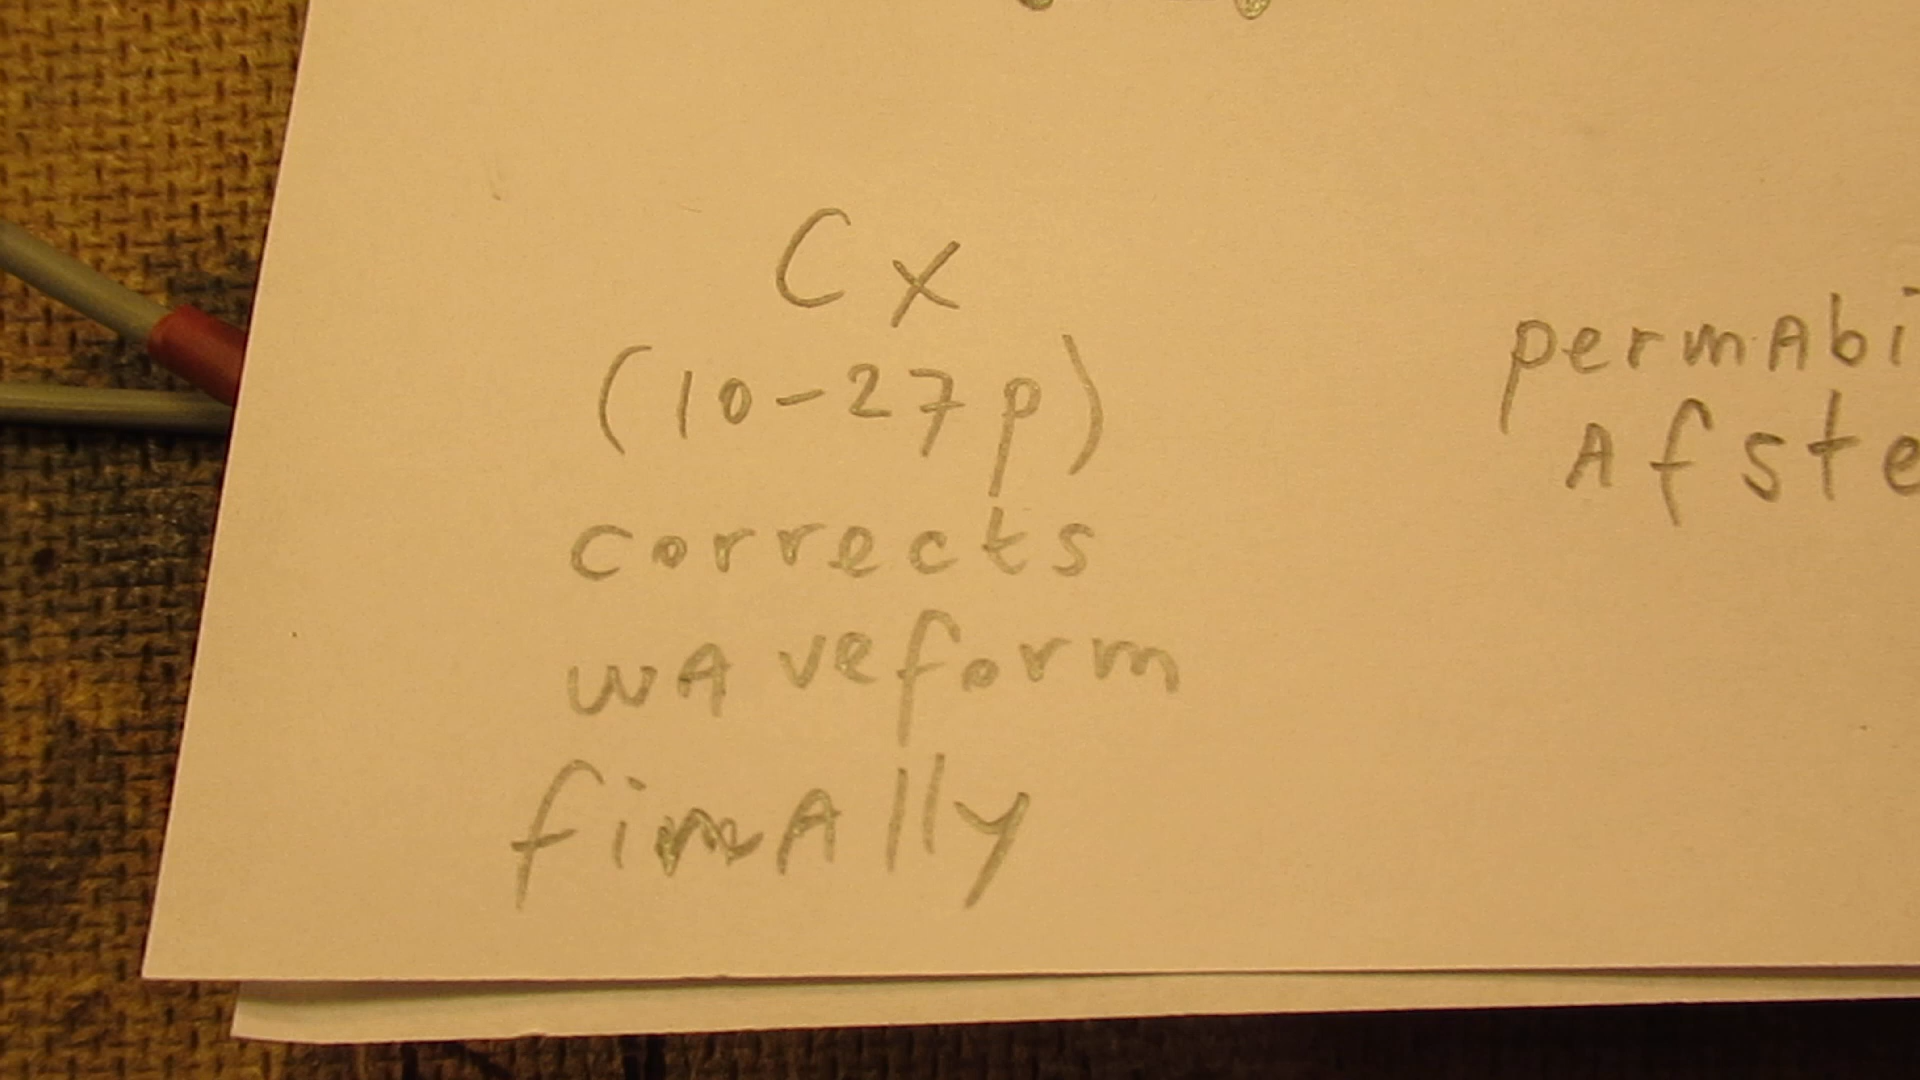 Cx
(10-27p)
corrects
wAveform
finAlly
permAbi
Afste